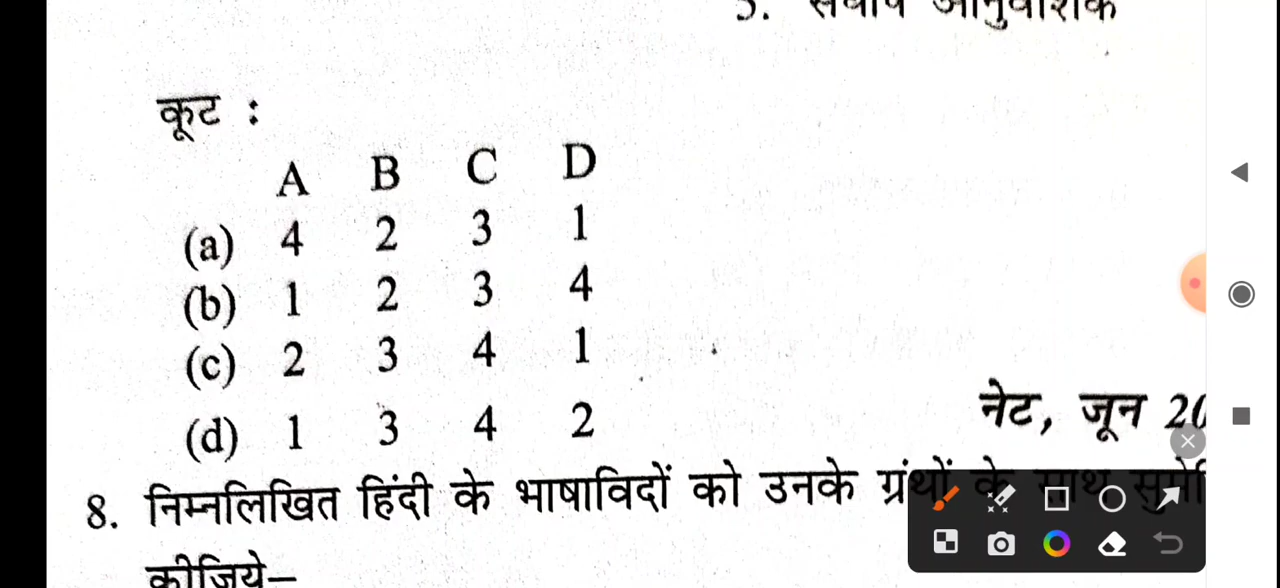 कूट :
A B C D
(a) 4 2 3 1
(b) 1 2 3 4
(c) 2 3 4 1
(d) 1 3 4 2
नेट, जून
8. निम्नलिखित हिंदी के भाषाविदों को उनके ग्रंथों के साथ
कीजिये–